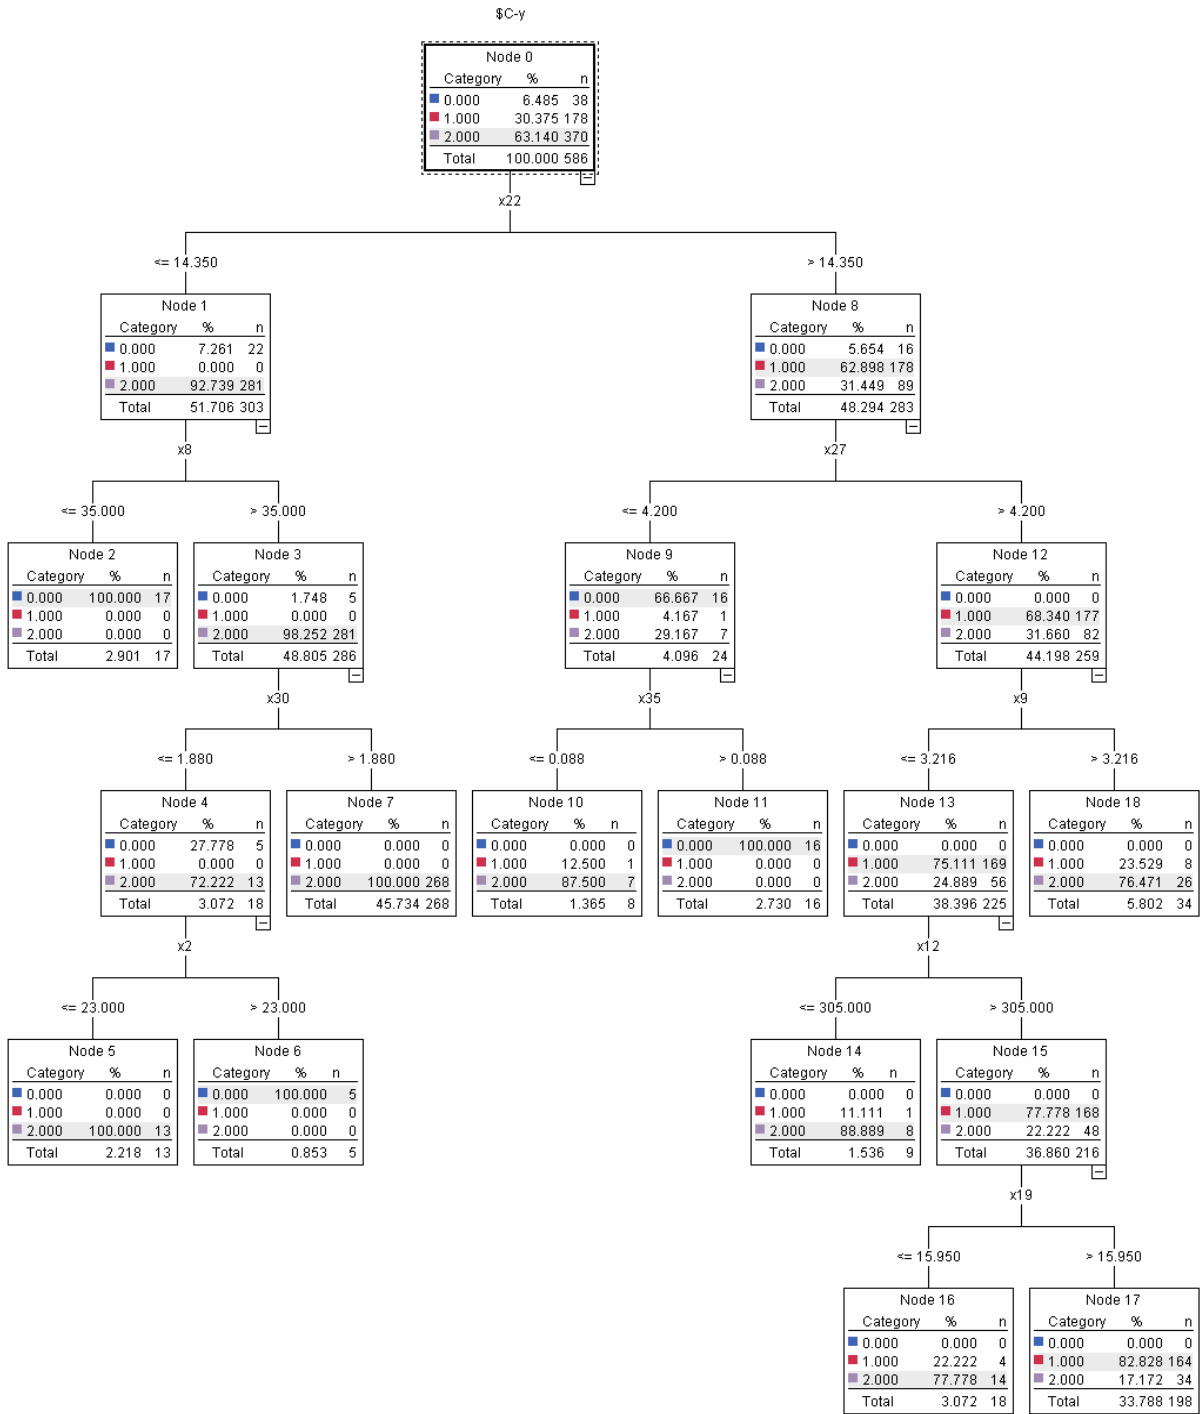 $C-y
Node 0
Category % n
0.000 6.485 38
1.000 30.375 178
2.000 63.140 370
Total 100.000 586
x22
<= 14.350
> 14.350
Node 1
Category % n
0.000 7.261 22
1.000 0.000 0
2.000 92.739 281
Total 51.706 303
Node 8
Category % n
0.000 5.654 16
1.000 62.898 178
2.000 31.449 89
Total 48.294 283
x8
x27
<= 35.000
> 35.000
<= 4.200
> 4.200
Node 2
Category % n
0.000 100.000 17
1.000 0.000 0
2.000 0.000 0
Total 2.901 17
Node 3
Category % n
0.000 1.748 5
1.000 0.000 0
2.000 98.252 281
Total 48.805 286
Node 9
Category % n
0.000 66.667 16
1.000 4.167 1
2.000 29.167 7
Total 4.096 24
Node 12
Category % n
0.000 0.000 0
1.000 68.340 177
2.000 31.660 82
Total 44.198 259
x30
x35
x9
<= 1.880
> 1.880
<= 0.088
> 0.088
<= 3.216
> 3.216
Node 4
Category % n
0.000 27.778 5
1.000 0.000 0
2.000 72.222 13
Total 3.072 18
Node 7
Category % n
0.000 0.000 0
1.000 0.000 0
2.000 100.000 268
Total 45.734 268
Node 10
Category % n
0.000 0.000 0
1.000 12.500 1
2.000 87.500 7
Total 1.365 8
Node 11
Category % n
0.000 100.000 16
1.000 0.000 0
2.000 0.000 0
Total 2.730 16
Node 13
Category % n
0.000 0.000 0
1.000 75.111 169
2.000 24.889 56
Total 38.396 225
Node 18
Category % n
0.000 0.000 0
1.000 23.529 8
2.000 76.471 26
Total 5.802 34
x2
x12
<= 23.000
> 23.000
<= 305.000
> 305.000
Node 5
Category % n
0.000 0.000 0
1.000 0.000 0
2.000 100.000 13
Total 2.218 13
Node 6
Category % n
0.000 100.000 5
1.000 0.000 0
2.000 0.000 0
Total 0.853 5
Node 14
Category % n
0.000 0.000 0
1.000 11.111 1
2.000 88.889 8
Total 1.536 9
Node 15
Category % n
0.000 0.000 0
1.000 77.778 168
2.000 22.222 48
Total 36.860 216
x19
<= 15.950
> 15.950
Node 16
Category % n
0.000 0.000 0
1.000 22.222 4
2.000 77.778 14
Total 3.072 18
Node 17
Category % n
0.000 0.000 0
1.000 82.828 164
2.000 17.172 34
Total 33.788 198